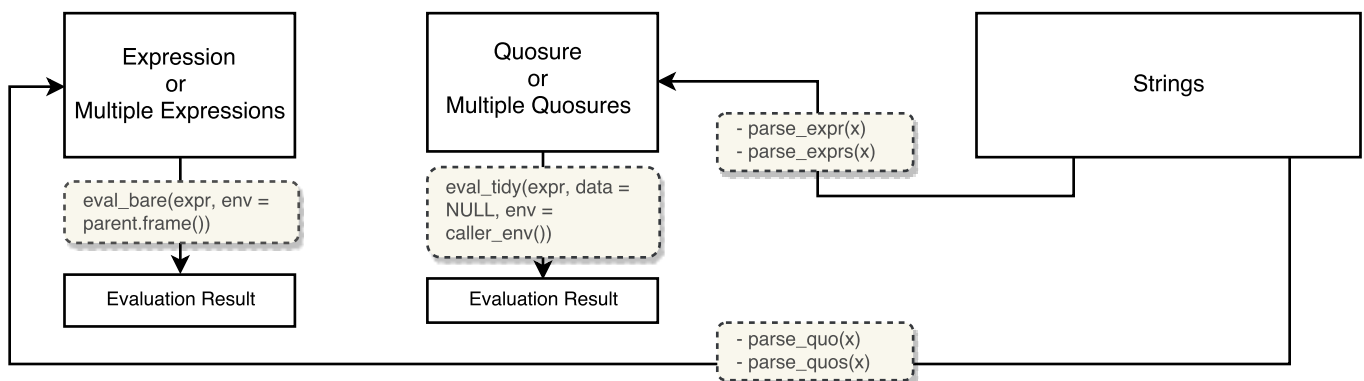 Expression
or
Multiple Expressions
eval_bare(expr, env =
parent.frame())
Evaluation Result
Quosure
or
Multiple Quosures
eval_tidy(expr, data =
NULL, env =
caller_env())
Evaluation Result
Strings
- parse_expr(x)
- parse_exprs(x)
- parse_quo(x)
- parse_quos(x)